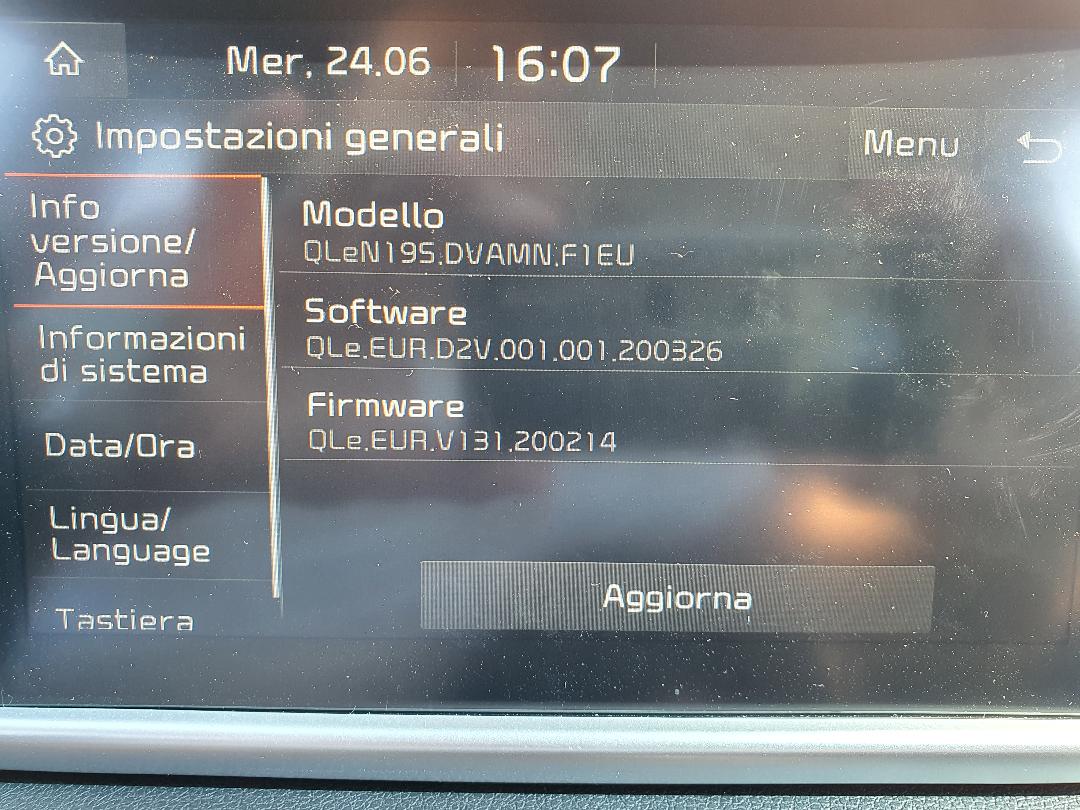 Mer, 24.06 16:07
Impostazioni generali Menu
Info
versione/
Aggiorna
Informazioni
di sistema
Data/Ora
Lingua/
Language
Tastiera
Modello
QLeN19S.DVAMN.F1EU
Software
QLe.EUR.D2V.001.001.200326
Firmware
QLe.EUR.V131.200214
Aggiorna